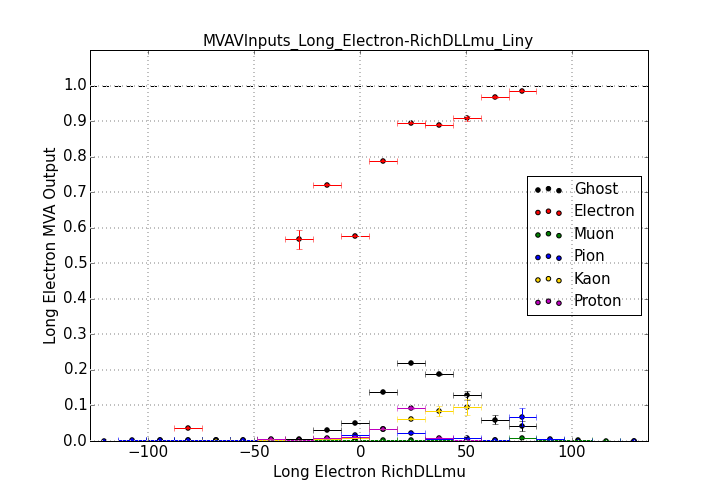 MVAVInputs_Long_Electron-RichDLLmu_Liny
1.0
0.9
0.8
0.7
0.6
0.5
0.4
0.3
0.2
0.1
0.0
Long Electron MVA Output
Ghost
Electron
Muon
Pion
Kaon
Proton
−100
−50
0
50
100
Long Electron RichDLLmu